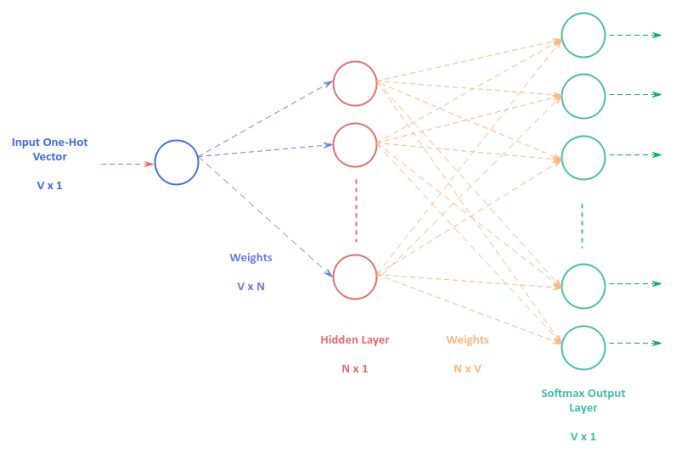 Input One-Hot
Vector
V x 1
Weights
V x N
Hidden Layer
N x 1
Weights
N x V
Softmax Output
Layer
V x 1